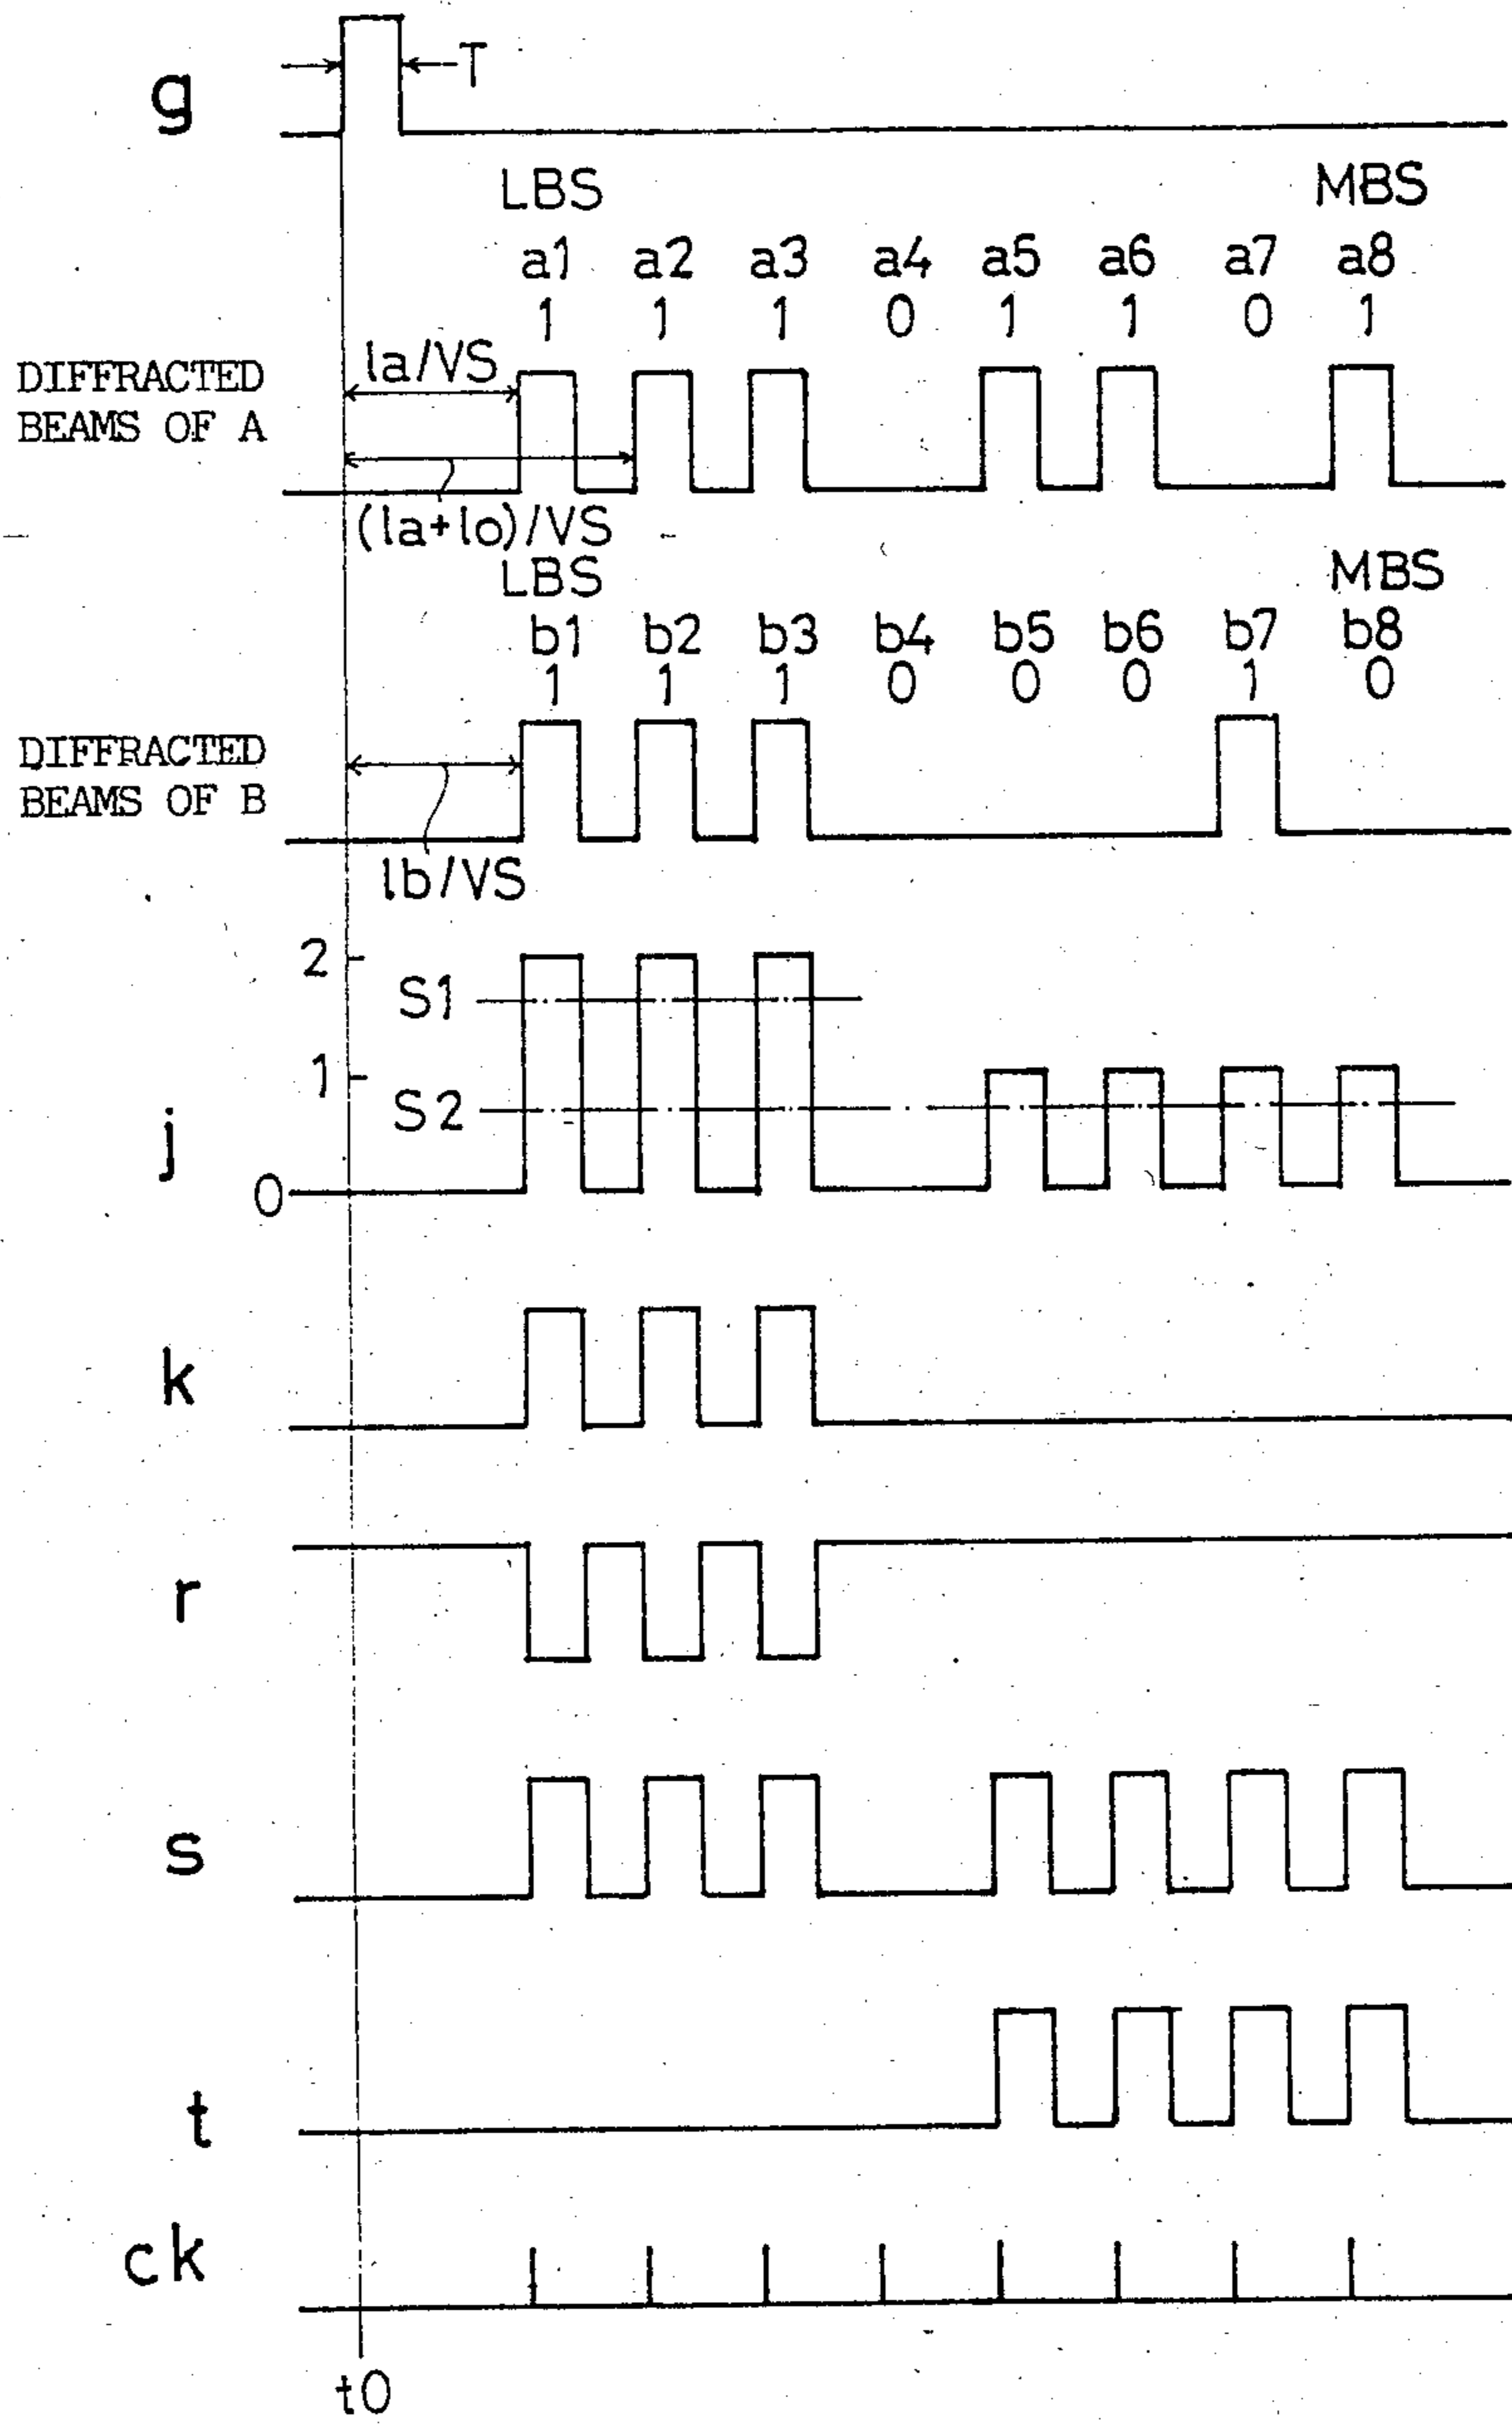 g
T
LBS MBS
a1 a2 a3 a4 a5 a6 a7 a8
1 1 1 0 1 1 0 1
DIFFRACTED
BEAMS OF A
la/VS
(la+lo)/VS
LBS MBS
b1 b2 b3 b4 b5 b6 b7 b8
1 1 1 0 0 0 1 0
DIFFRACTED
BEAMS OF B
lb/VS
2
S1
1
S2
j
0
k
r
s
t
ck
t0